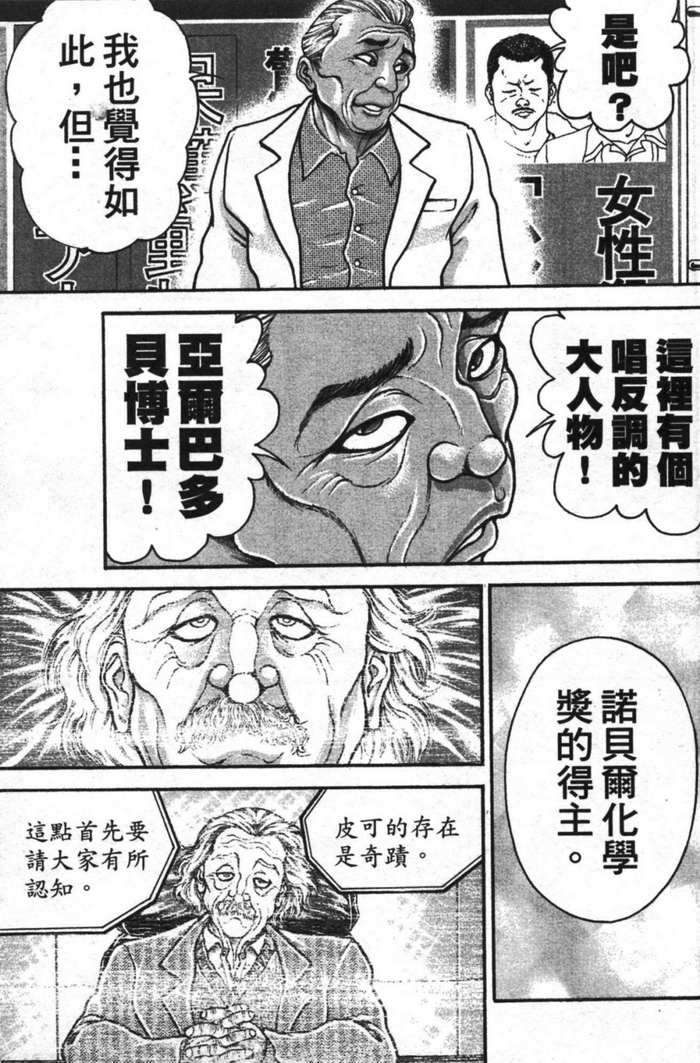 是吧？
女性
我也覺得如
此，但…
這裡有個
唱反調的
大人物！
亞爾巴多
貝博士！
諾貝爾化學
獎的得主。
皮可的存在
是奇蹟。
這點首先要
請大家有所
認知。